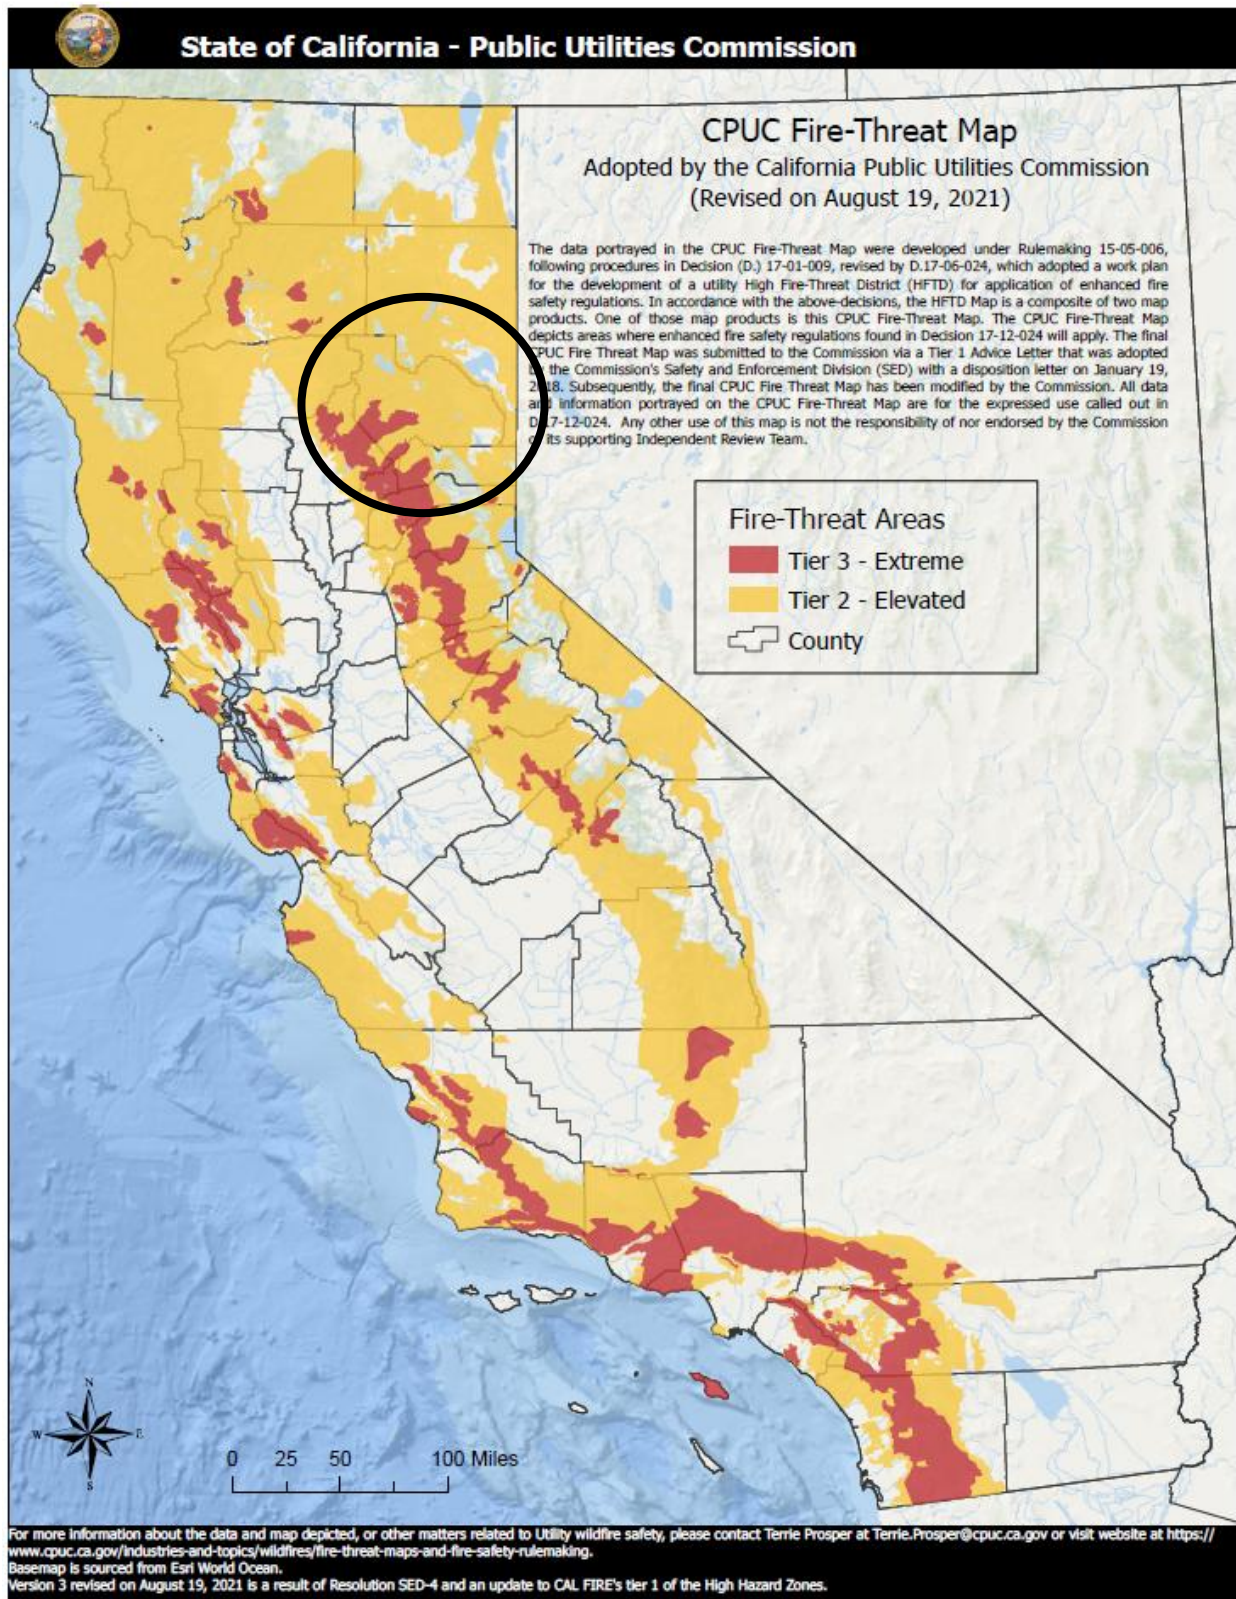 State of California - Public Utilities Commission
CPUC Fire-Threat Map
Adopted by the California Public Utilities Commission
(Revised on August 19, 2021)
The data portrayed in the CPUC Fire-Threat Map were developed under Rulemaking 15-05-006,
following procedures in Decision (D.) 17-01-009, revised by D.17-06-024, which adopted a work plan
for the development of a utility High Fire-Threat District (HFTD) for application of enhanced fire
safety regulations. In accordance with the above-decisions, the HFTD Map is a composite of two map
products. One of those map products is this CPUC Fire-Threat Map. The CPUC Fire-Threat Map
depicts areas where enhanced fire safety regulations found in Decision 17-12-024 will apply. The final
CPUC Fire Threat Map was submitted to the Commission via a Tier 1 Advice Letter that was adopted
the Commission's Safety and Enforcement Division (SED) with a disposition letter on January 19,
18. Subsequently, the final CPUC Fire Threat Map has been modified by the Commission. All data
and information portrayed on the CPUC Fire-Threat Map are for the expressed use called out in
D.17-12-024. Any other use of this map is not the responsibility of nor endorsed by the Commission
its supporting Independent Review Team.
Fire-Threat Areas
Tier 3 - Extreme
Tier 2 - Elevated
County
N
W E
S
0 25 50 100 Miles
For more information about the data and map depicted, or other matters related to Utility wildfire safety, please contact Terrie Prosper at Terrie.Prosper@cpuc.ca.gov or visit website at https://
www.cpuc.ca.gov/industries-and-topics/wildfires/fire-threat-maps-and-fire-safety-rulemaking.
Basemap is sourced from Esri World Ocean.
Version 3 revised on August 19, 2021 is a result of Resolution SED-4 and an update to CAL FIRE's tier 1 of the High Hazard Zones.